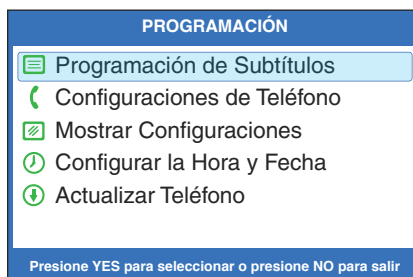 PROGRAMACIÓN
Programación de Subtítulos
Configuraciones de Teléfono
Mostrar Configuraciones
Configurar la Hora y Fecha
Actualizar Teléfono
Presione YES para seleccionar o presione NO para salir